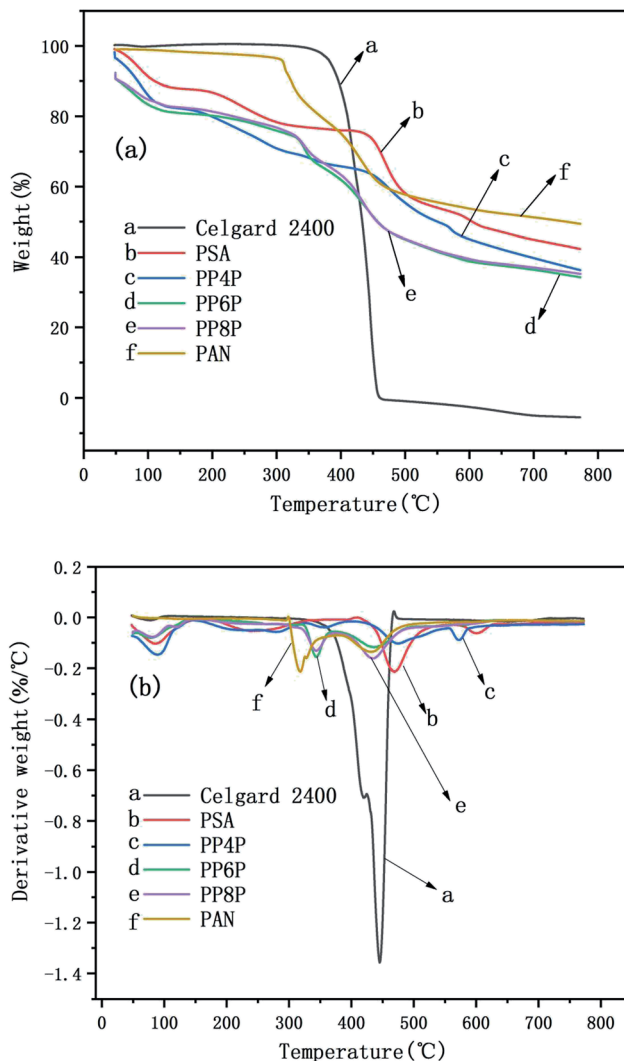 100
80
60
40
20
0
Weight(%)
(a)
a
b
c
f
e
d
a Celgard 2400
b PSA
c PP4P
d PP6P
e PP8P
f PAN
0 100 200 300 400 500 600 700 800
Temperature(℃)
0.2
0.0
-0.2
-0.4
-0.6
-0.8
-1.0
-1.2
-1.4
Derivative weight(%/℃)
(b)
f
d
b
c
e
a
a Celgard 2400
b PSA
c PP4P
d PP6P
e PP8P
f PAN
0 100 200 300 400 500 600 700 800
Temperature(℃)